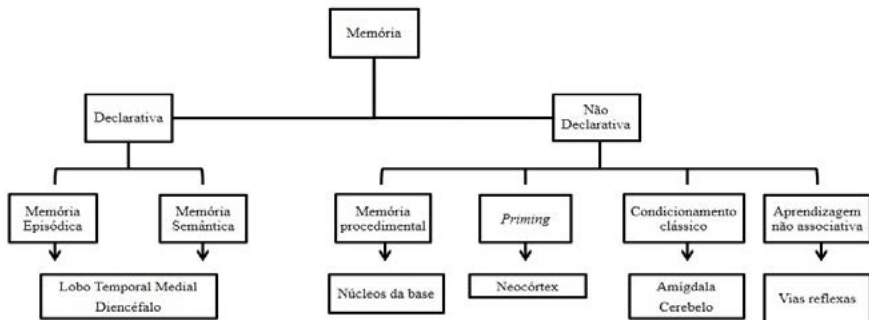 Memória
Declarativa
Não
Declarativa
Memória
Episódica
Memória
Semântica
Memória
procedimental
Priming
Condicionamento
clássico
Aprendizagem
não associativa
Lobo Temporal Medial
Diencéfalo
Núcleos da base
Neocórtex
Amígdala
Cerebelo
Vias reflexas